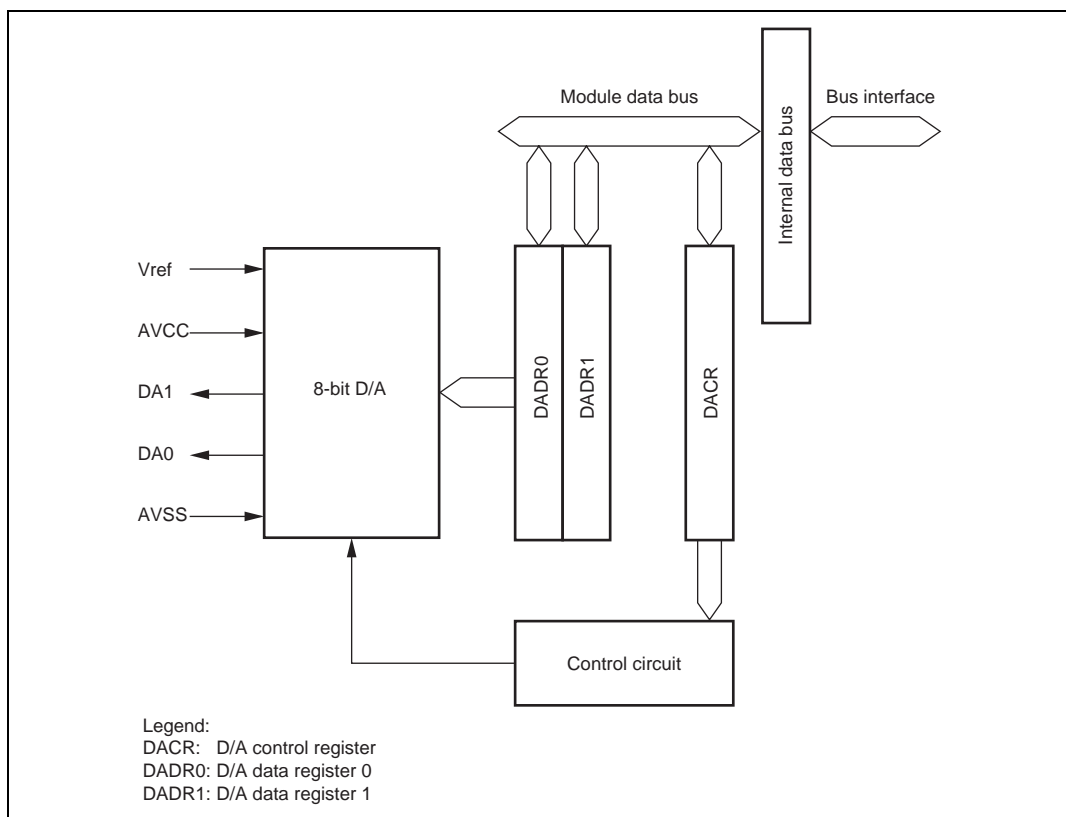 Module data bus
Bus interface
Internal data bus
Vref
AVCC
DA1
DA0
AVSS
8-bit D/A
DADR0
DADR1
DACR
Control circuit
Legend:
DACR: D/A control register
DADR0: D/A data register 0
DADR1: D/A data register 1